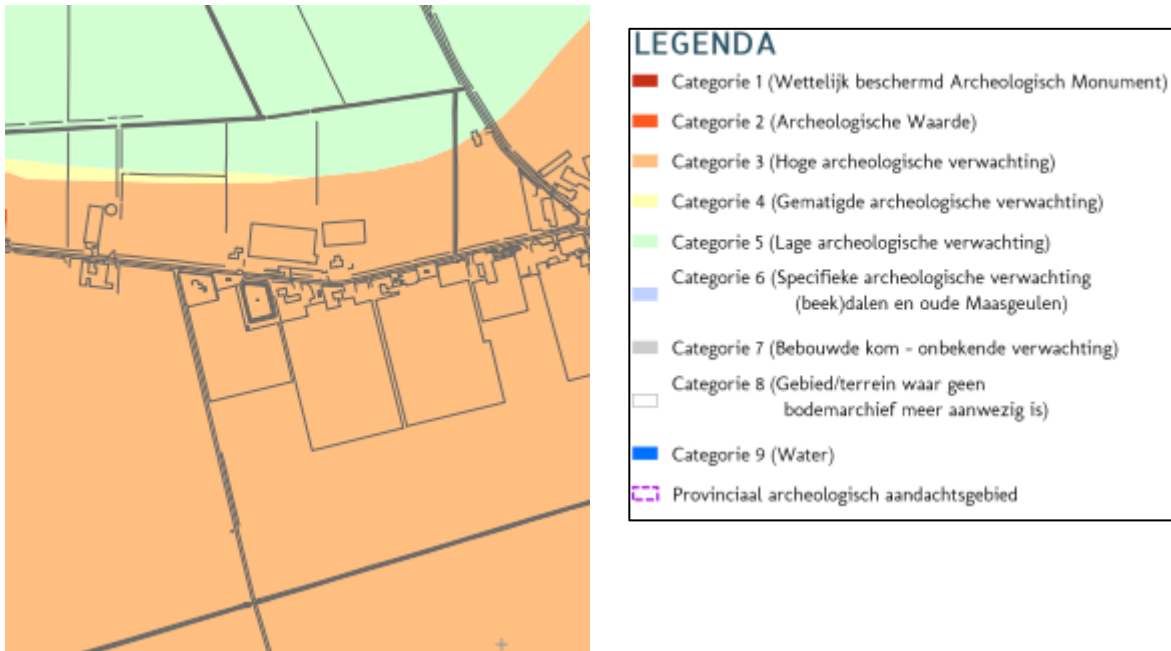 LEGENDA
Categorie 1 (Wettelijk beschermd Archeologisch Monument)
Categorie 2 (Archeologische Waarde)
Categorie 3 (Hoge archeologische verwachting)
Categorie 4 (Gematigde archeologische verwachting)
Categorie 5 (Lage archeologische verwachting)
Categorie 6 (Specifieke archeologische verwachting
(beek)dalen en oude Maasgeulen)
Categorie 7 (Bebouwde kom - onbekende verwachting)
Categorie 8 (Gebied/terrein waar geen
bodemarchief meer aanwezig is)
Categorie 9 (Water)
Provinciaal archeologisch aandachtsgebied